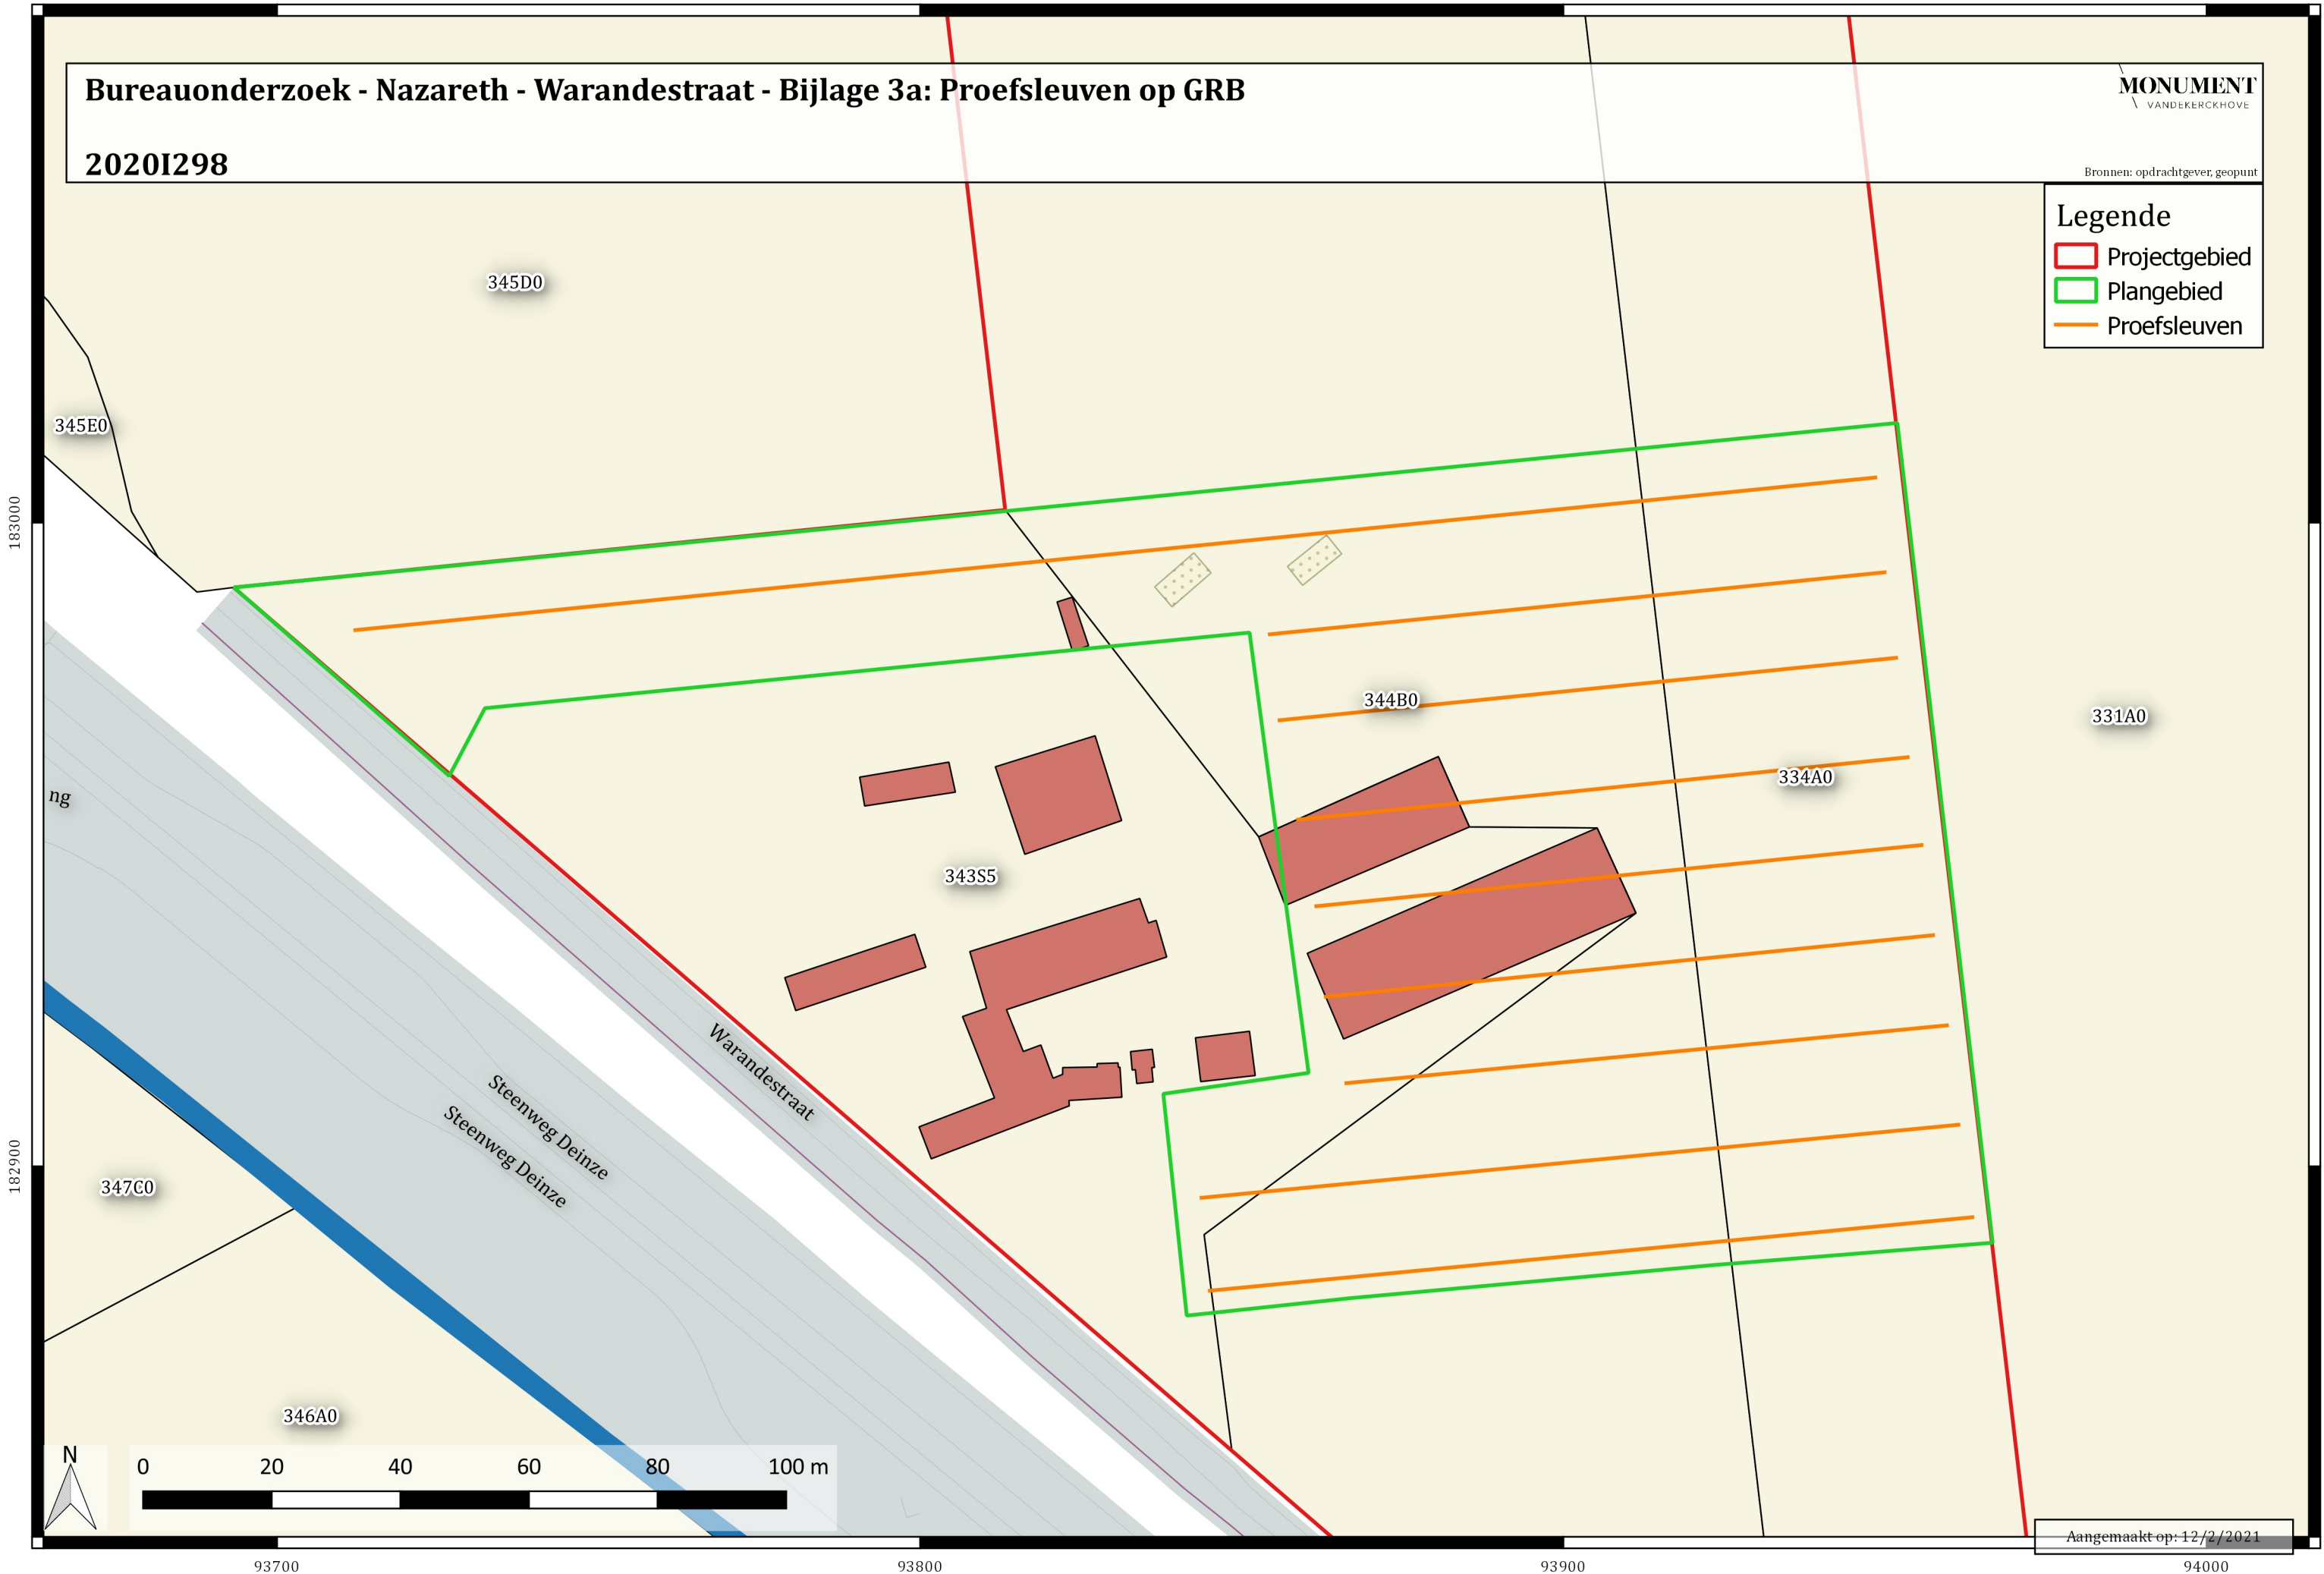 Bureauonderzoek - Nazareth - Warandestraat - Bijlage 3a: Proefsleuven op GRB
2020I298
MONUMENT
VANDEKERCKHOVE
Bronnen: opdrachtgever, geopunt
Legende
Projectgebied
Plangebied
Proefsleuven
345D0
345E0
183000
344B0
331A0
334A0
ng
343S5
Warandestraat
Steenweg Deinze
Steenweg Deinze
182900
347C0
346A0
N
0 20 40 60 80 100 m
Aangemaakt op: 12/2/2021
93700 93800 93900 94000